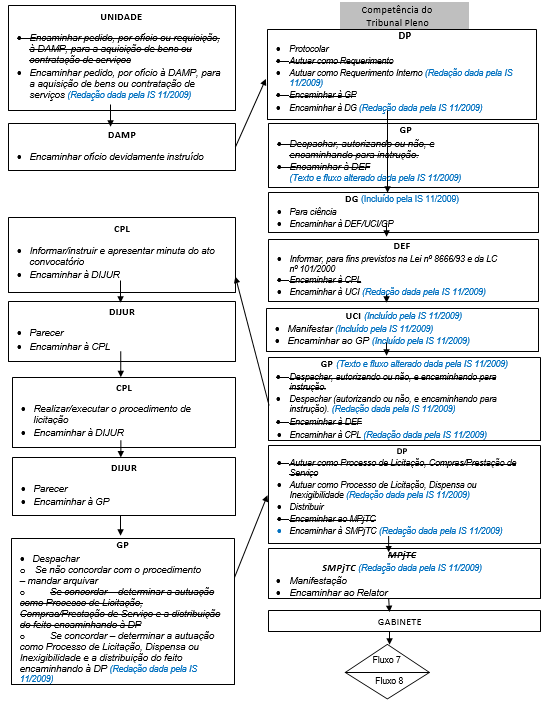 UNIDADE
Encaminhar pedido, por ofício ou requisição,
à DAMP, para a aquisição de bens ou
contratação de serviços
Encaminhar pedido, por ofício à DAMP, para
a aquisição de bens ou contratação de
serviços (Redação dada pela IS 11/2009)
DAMP
Encaminhar ofício devidamente instruído
Competência do
Tribunal Pleno
DP
Protocolar
Autuar como Requerimento
Autuar como Requerimento Interno (Redação dada pela IS
11/2009)
Encaminhar à GP
Encaminhar à DG (Redação dada pela IS 11/2009)
GP
Despachar, autorizando ou não, e
encaminhando para instrução.
Encaminhar à DEF
(Texto e fluxo alterado dada pela IS 11/2009)
DG (Incluído pela IS 11/2009)
Para ciência
Encaminhar à DEF/UCI/GP
DEF
Informar, para fins previstos na Lei nº 8666/93 e da LC
nº 101/2000
Encaminhar à CPL
Encaminhar à UCI (Redação dada pela IS 11/2009)
UCI (Incluído pela IS 11/2009)
Manifestar (Incluído pela IS 11/2009)
Encaminhar ao GP (Incluído pela IS 11/2009)
GP (Texto e fluxo alterado dada pela IS 11/2009)
Despachar, autorizando ou não, e encaminhando para
instrução.
Despachar (autorizando ou não, e encaminhando para
instrução). (Redação dada pela IS 11/2009)
Encaminhar à DEF
Encaminhar à CPL (Redação dada pela IS 11/2009)
CPL
Informar/instruir e apresentar minuta do ato
convocatório
Encaminhar à DIJUR
DIJUR
Parecer
Encaminhar à CPL
CPL
Realizar/executar o procedimento de
licitação
Encaminhar à DIJUR
DIJUR
Parecer
Encaminhar à GP
GP
Despachar
o Se não concordar com o procedimento
– mandar arquivar
o Se concordar – determinar a autuação
como Processo de Licitação,
Compras/Prestação de Serviço e a distribuição
do feito encaminhando à DP
o Se concordar – determinar a autuação
como Processo de Licitação, Dispensa ou
Inexigibilidade e a distribuição do feito
encaminhando à DP (Redação dada pela IS
11/2009)
DP
Autuar como Processo de Licitação, Compras/Prestação de
Serviço
Autuar como Processo de Licitação, Dispensa ou
Inexigibilidade (Redação dada pela IS 11/2009)
Distribuir
Encaminhar ao MPjTC
Encaminhar à SMPjTC (Redação dada pela IS 11/2009)
MPjTC
SMPjTC (Redação dada pela IS 11/2009)
Manifestação
Encaminhar ao Relator
GABINETE
Fluxo 7
Fluxo 8